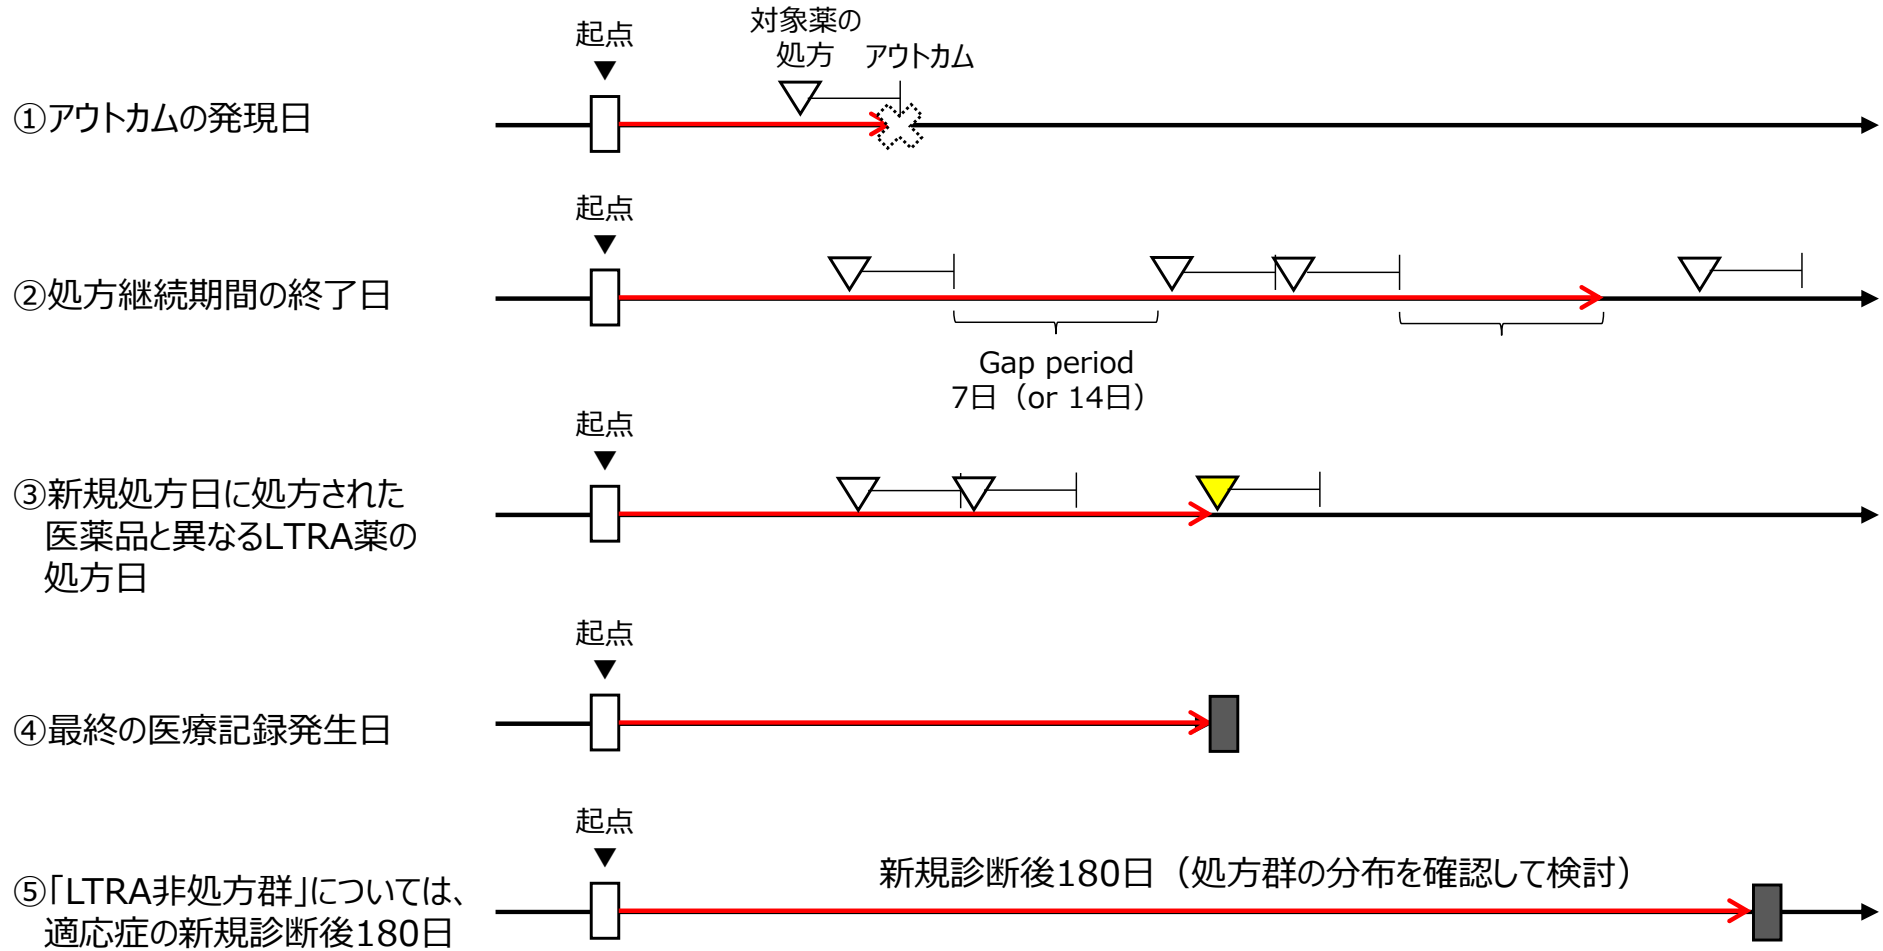 起点
対象薬の
処方
アウトカム
①アウトカムの発現日
起点
②処方継続期間の終了日
Gap period
7日（or 14日）
起点
③新規処方日に処方された
医薬品と異なるLTRA薬の
処方日
起点
④最終の医療記録発生日
起点
新規診断後180日（処方群の分布を確認して検討）
⑤「LTRA非処方群」については、
適応症の新規診断後180日